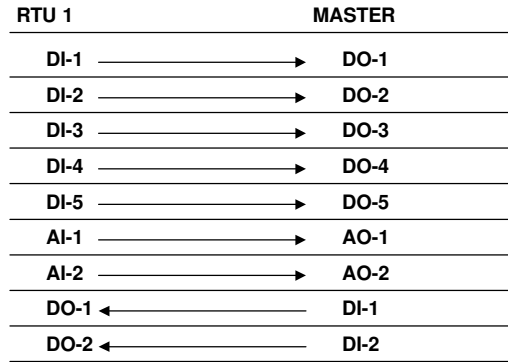 RTU 1 MASTER
DI-1 DO-1
DI-2 DO-2
DI-3 DO-3
DI-4 DO-4
DI-5 DO-5
AI-1 AO-1
AI-2 AO-2
DO-1 DI-1
DO-2 DI-2